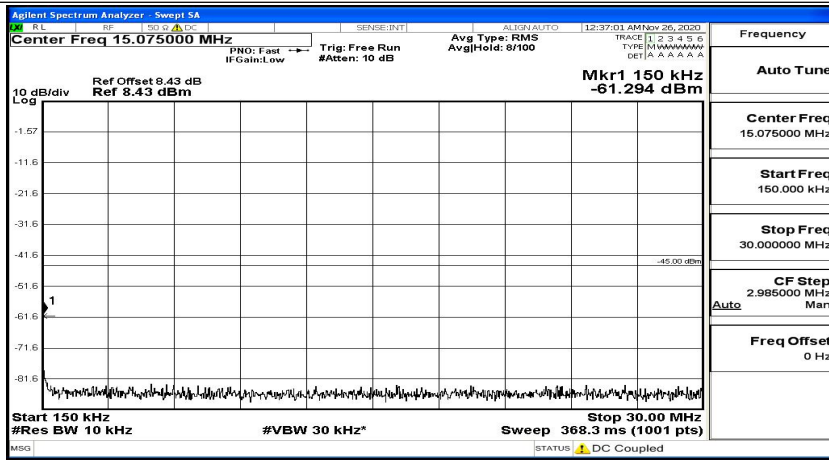 Agilent Spectrum Analyzer - Swept SA
LXI RL RF 50 Ω DC SENSE:INT ALIGN AUTO 12:37:01 AM Nov 26, 2020
Center Freq 15.075000 MHz
PNO: Fast
IFGain:Low
Trig: Free Run
#Atten: 10 dB
Avg Type: RMS
Avg|Hold: 8/100
TRACE 1 2 3 4 5 6
TYPE M WWWWW
DET A A A A A A
Ref Offset 8.43 dB
10 dB/div Ref 8.43 dBm
Log
Mkr1 150 kHz
-61.294 dBm
-1.57
-11.6
-21.6
-31.6
-41.6
-45.00 dBm
-51.6
1
-61.6
-71.6
-81.6
Start 150 kHz Stop 30.00 MHz
#Res BW 10 kHz #VBW 30 kHz* Sweep 368.3 ms (1001 pts)
MSG STATUS DC Coupled
Frequency
Auto Tune
Center Freq
15.075000 MHz
Start Freq
150.000 kHz
Stop Freq
30.000000 MHz
CF Step
2.985000 MHz
Auto Man
Freq Offset
0 Hz